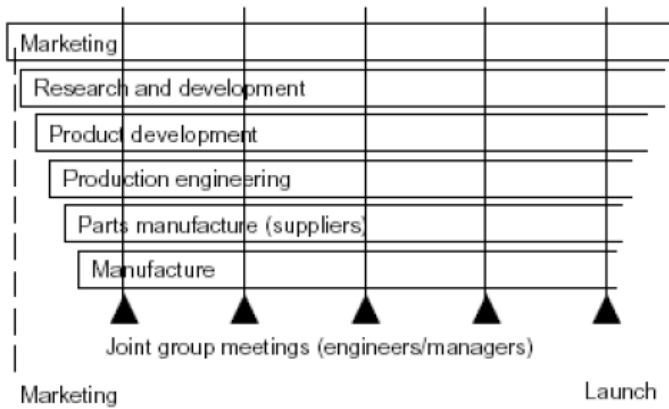 Marketing
Research and development
Product development
Production engineering
Parts manufacture (suppliers)
Manufacture
Joint group meetings (engineers/managers)
Marketing
Launch